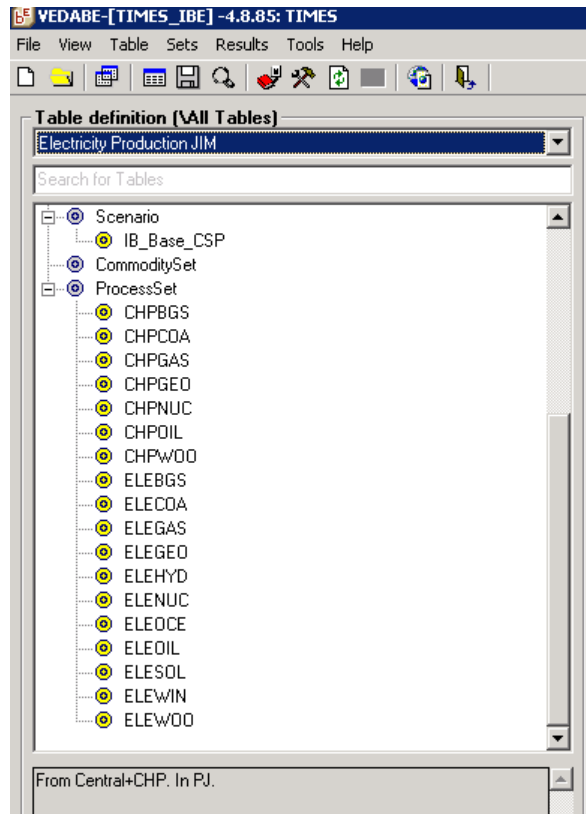 VEDABE-[TIMES_IBE] -4.8.85: TIMES
File View Table Sets Results Tools Help
Table definition (\All Tables)
Electricity Production JIM
Search for Tables
Scenario
IB_Base_CSP
CommoditySet
ProcessSet
CHPBGS
CHPCOA
CHPGAS
CHPGEO
CHPNUC
CHPOIL
CHPWOO
ELEBGS
ELECOA
ELEGAS
ELEGEO
ELEHYD
ELENUC
ELEOCE
ELEOIL
ELESOL
ELEWIN
ELEWOO
From Central+CHP. In PJ.